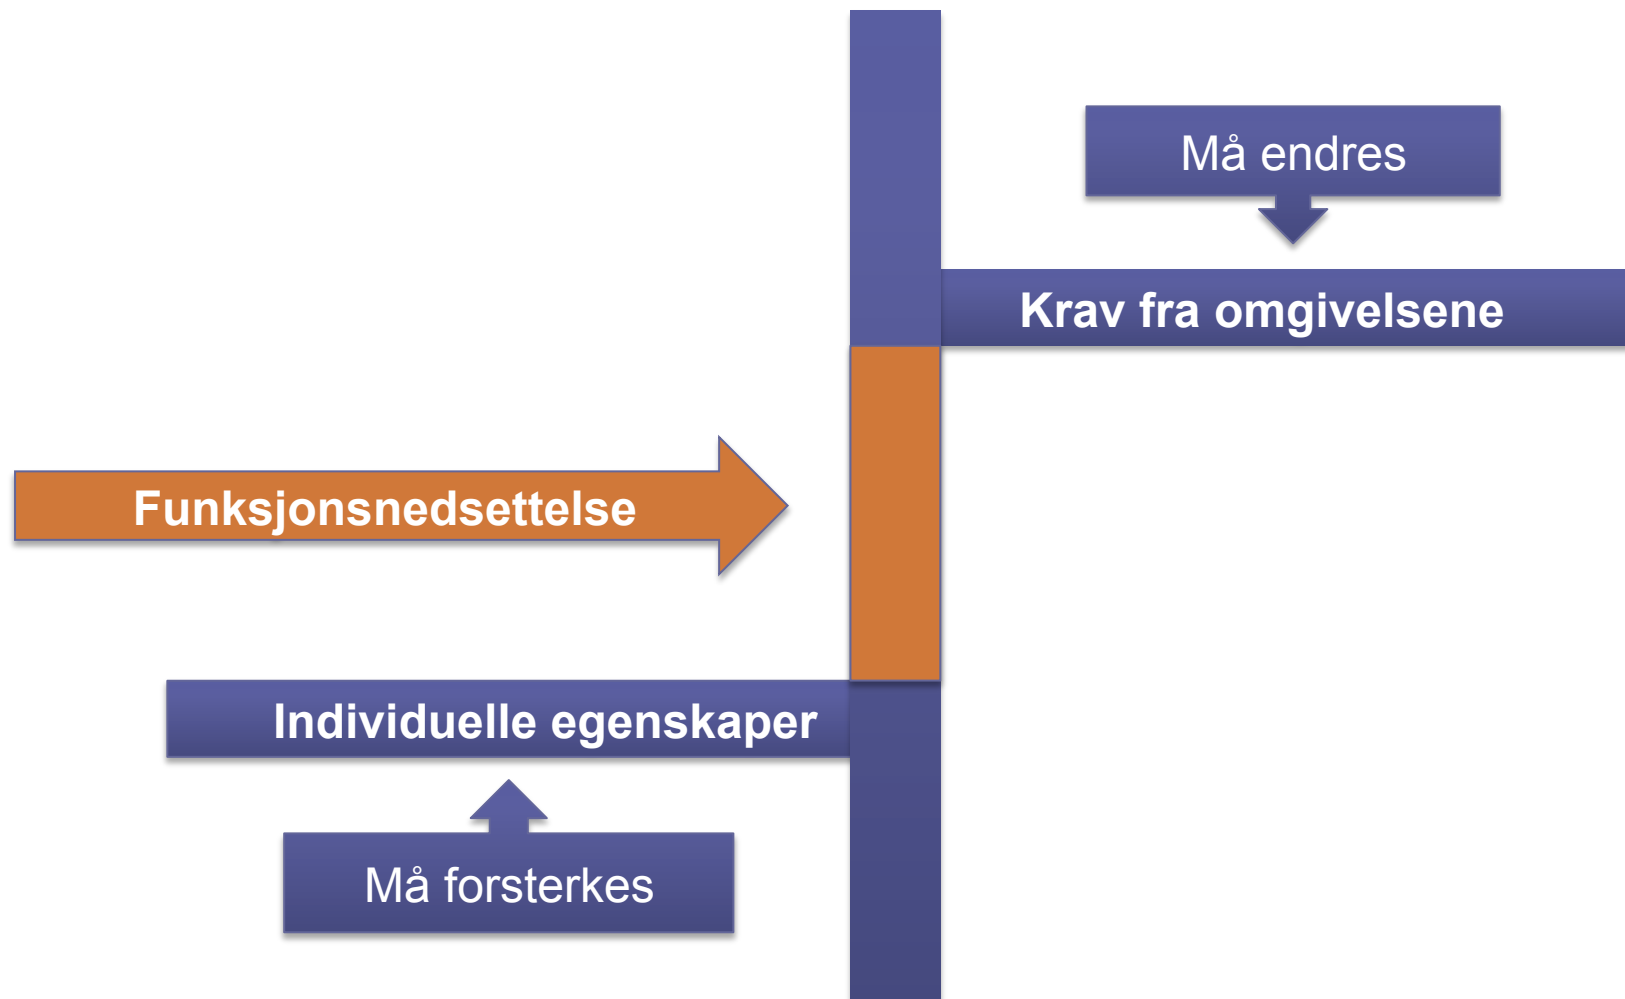 Må endres
Krav fra omgivelsene
Funksjonsnedsettelse
Individuelle egenskaper
Må forsterkes